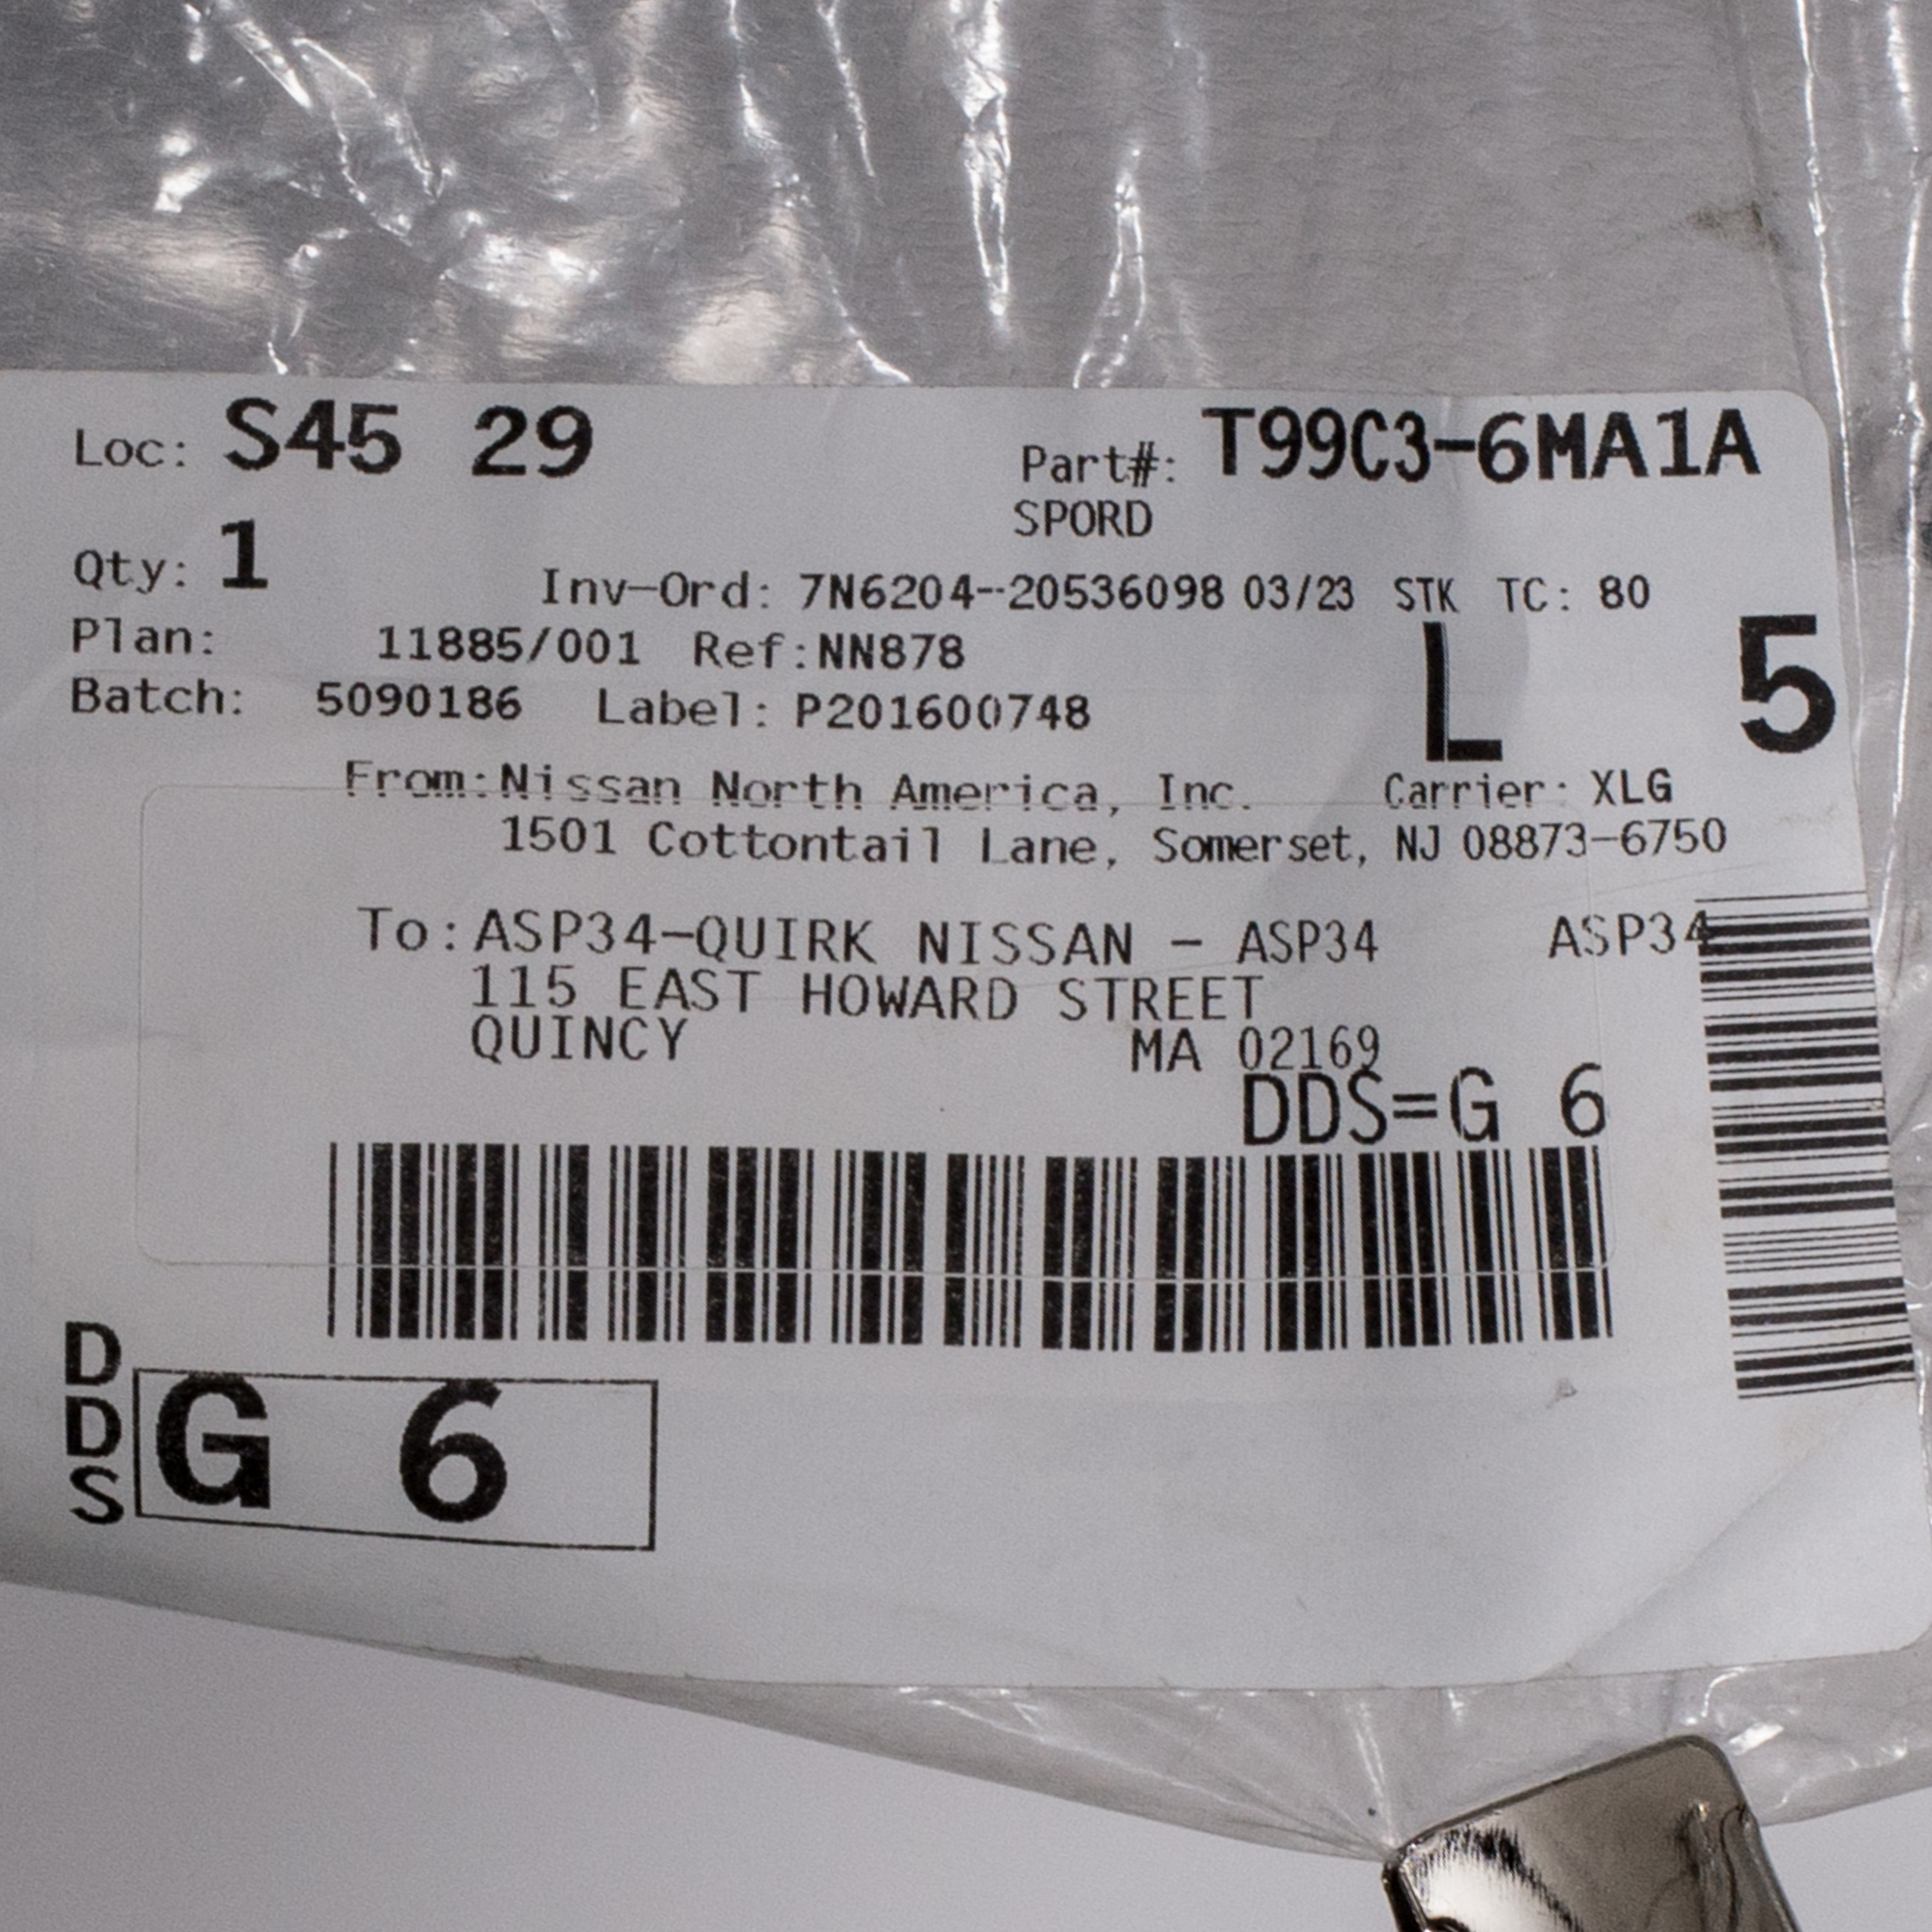 Loc: S45 29 Part#: T99C3-6MA1A
SPORD
Qty: 1
Inv-Ord: 7N6204--20536098 03/23 STK TC: 80
Plan: 11885/001 Ref:NN878
L 5
Batch: 5090186 Label: P201600748
From:Nissan North America, Inc. Carrier: XLG
1501 Cottontail Lane, Somerset, NJ 08873-6750
To:ASP34-QUIRK NISSAN - ASP34 ASP34
115 EAST HOWARD STREET
QUINCY MA 02169
DDS=G 6
DDS
G 6